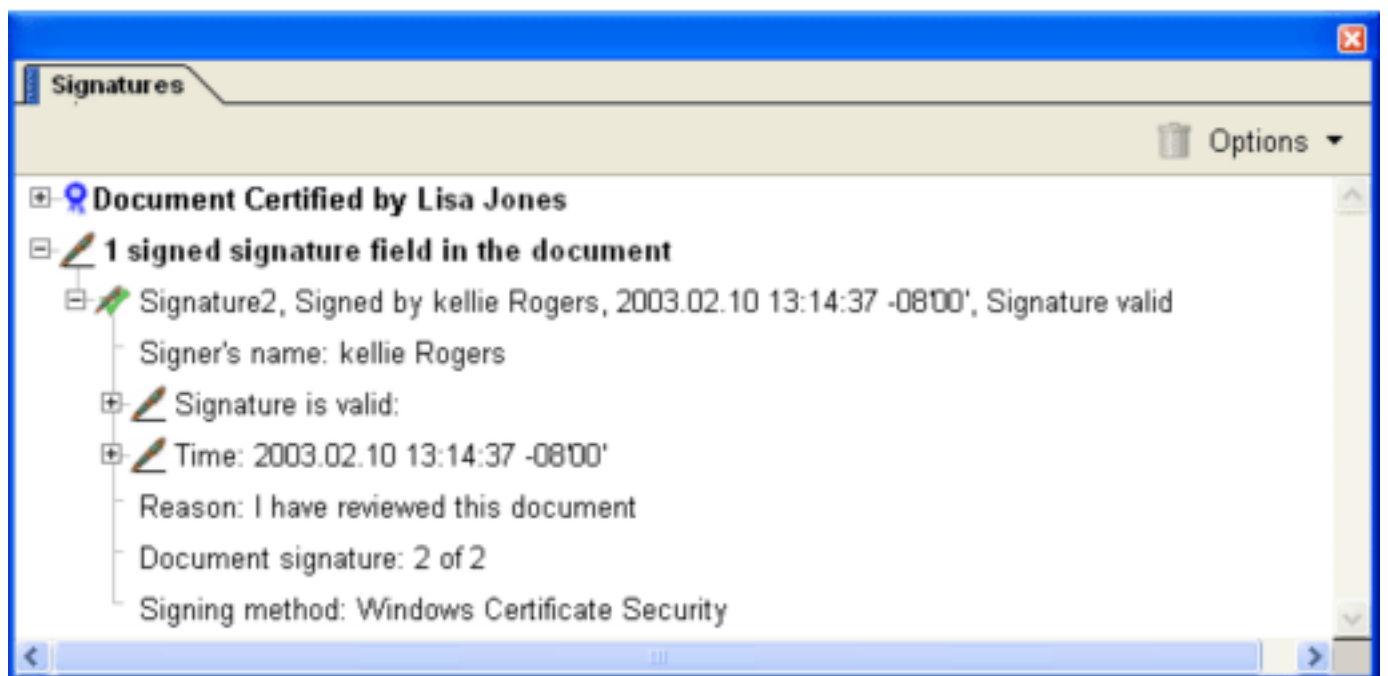 Signatures
Options
Document Certified by Lisa Jones
1 signed signature field in the document
Signature2, Signed by kellie Rogers, 2003.02.10 13:14:37 -08'00', Signature valid
Signer's name: kellie Rogers
Signature is valid:
Time: 2003.02.10 13:14:37 -08'00'
Reason: I have reviewed this document
Document signature: 2 of 2
Signing method: Windows Certificate Security